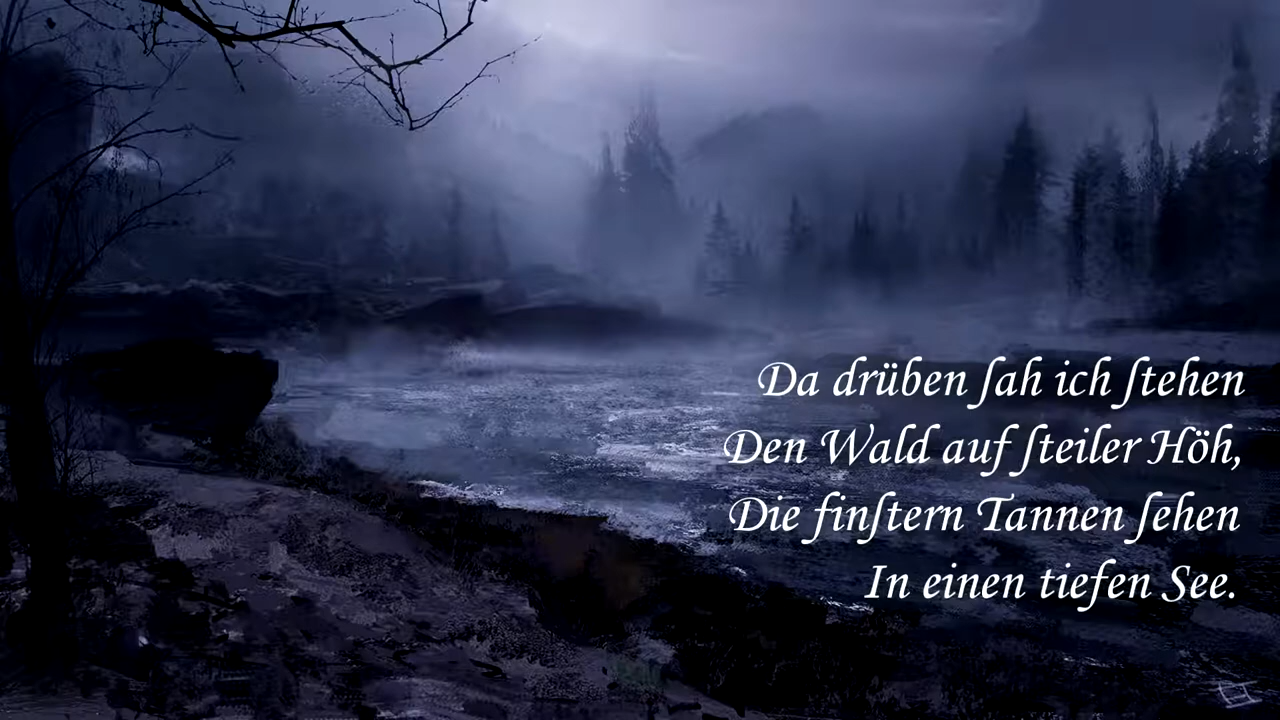 Da drüben ſah ich ſtehen
Den Wald auf ſteiler Höh,
Die finſtern Tannen ſehen
In einen tiefen See.